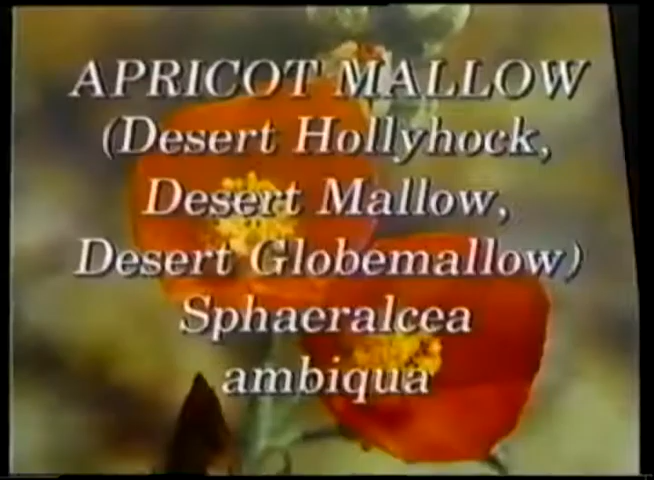 APRICOT MALLOW
(Desert Hollyhock,
Desert Mallow,
Desert Globemallow)
Sphaeralcea
ambiqua